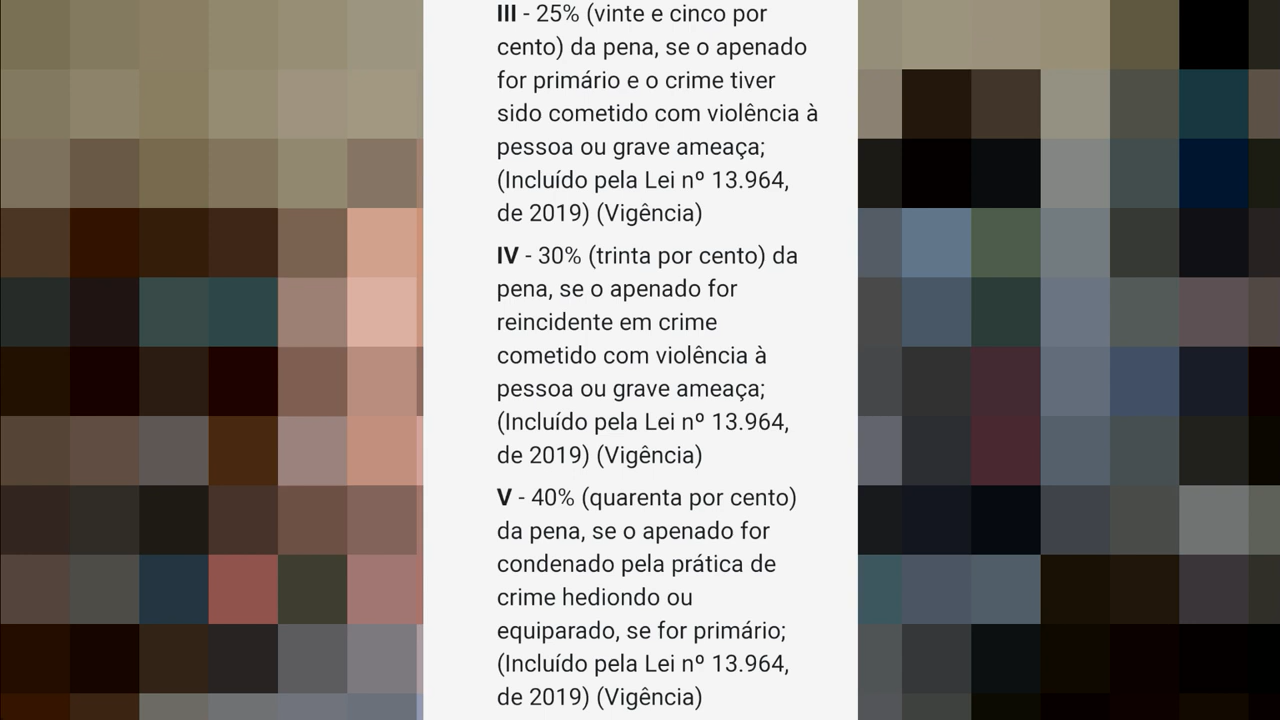 III - 25% (vinte e cinco por
cento) da pena, se o apenado
for primário e o crime tiver
sido cometido com violência à
pessoa ou grave ameaça;
(Incluído pela Lei nº 13.964,
de 2019) (Vigência)
IV - 30% (trinta por cento) da
pena, se o apenado for
reincidente em crime
cometido com violência à
pessoa ou grave ameaça;
(Incluído pela Lei nº 13.964,
de 2019) (Vigência)
V - 40% (quarenta por cento)
da pena, se o apenado for
condenado pela prática de
crime hediondo ou
equiparado, se for primário;
(Incluído pela Lei nº 13.964,
de 2019) (Vigência)